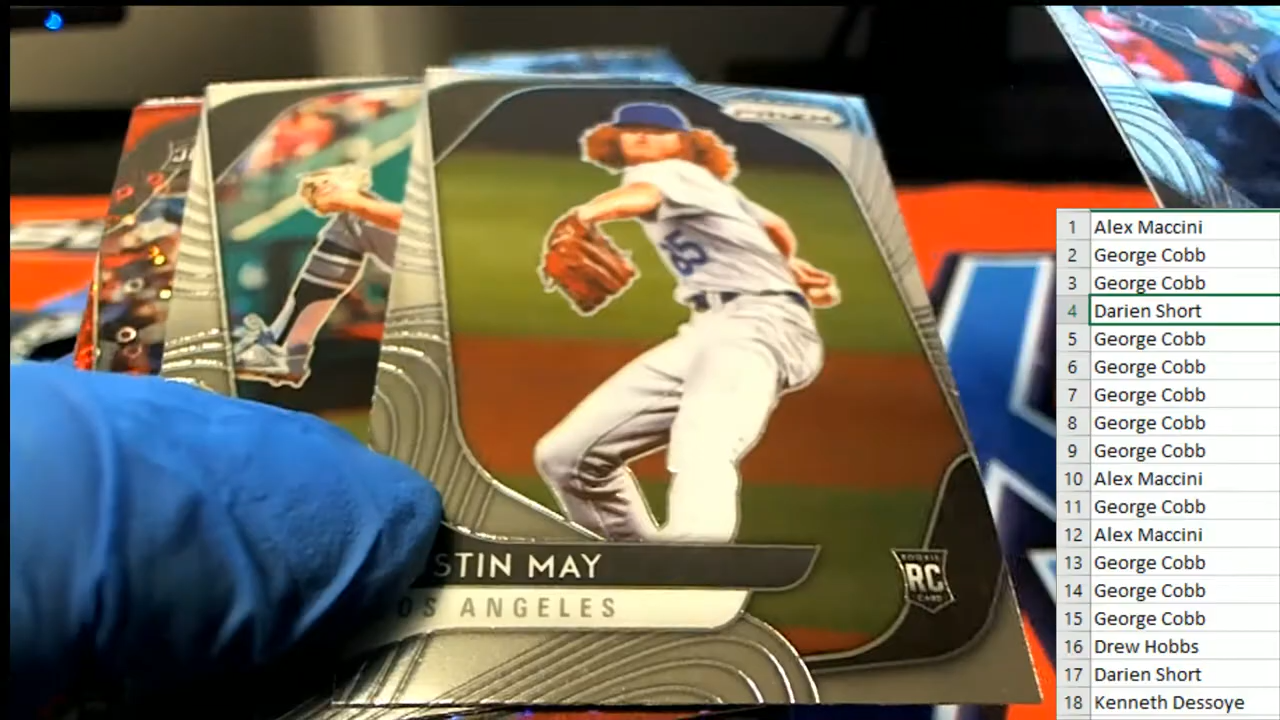 PRIZM
85
STIN MAY
OS ANGELES
ROOKIE
RC
CARD
1 Alex Maccini
2 George Cobb
3 George Cobb
4 Darien Short
5 George Cobb
6 George Cobb
7 George Cobb
8 George Cobb
9 George Cobb
10 Alex Maccini
11 George Cobb
12 Alex Maccini
13 George Cobb
14 George Cobb
15 George Cobb
16 Drew Hobbs
17 Darien Short
18 Kenneth Dessoye